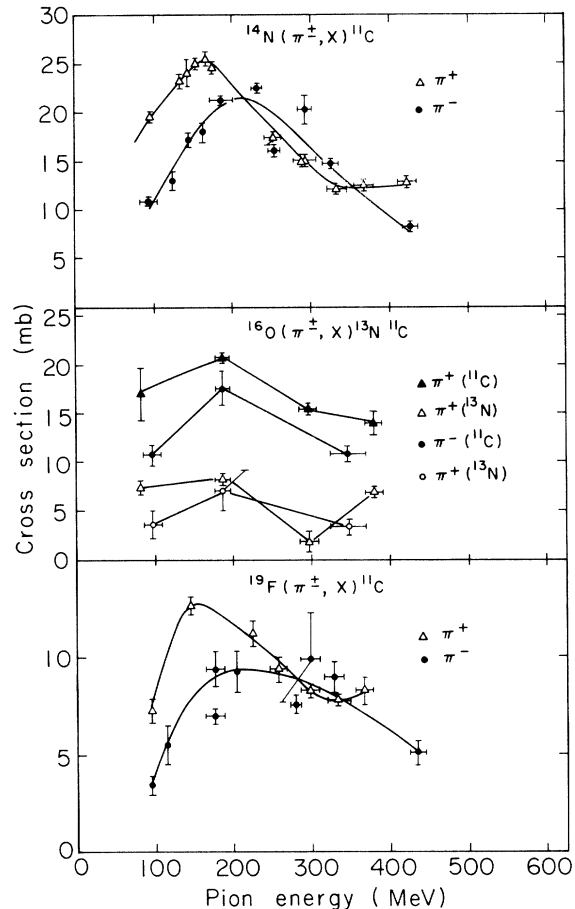 30
25
20
15
10
5
¹⁴N(π±, X)¹¹C
△ π⁺
● π⁻
Cross section (mb)
25
20
15
10
5
0
¹⁶O(π±, X)¹³N ¹¹C
▲ π⁺(¹¹C)
△ π⁺(¹³N)
● π⁻(¹¹C)
○ π⁺(¹³N)
10
5
0
¹⁹F(π±, X)¹¹C
△ π⁺
● π⁻
0 100 200 300 400 500 600
Pion energy (MeV)